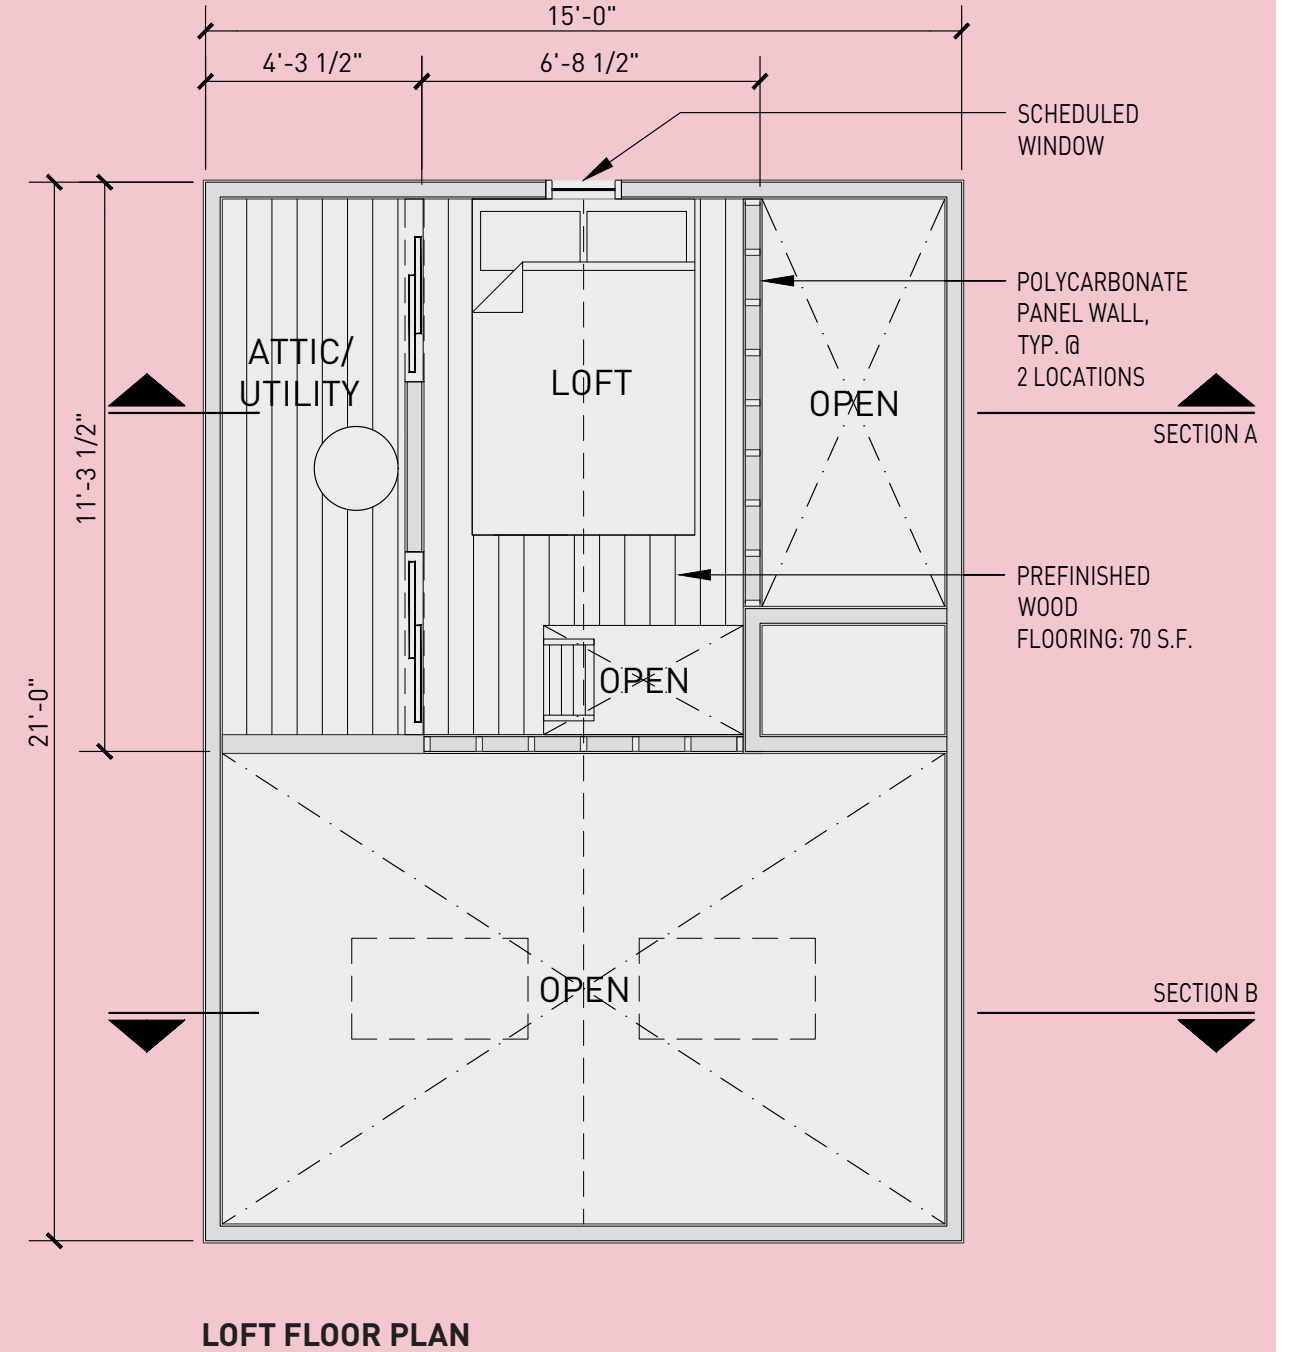 15'-0"
4'-3 1/2"
6'-8 1/2"
SCHEDULED
WINDOW
POLYCARBONATE
PANEL WALL,
TYP. @
2 LOCATIONS
ATTIC/
UTILITY
LOFT
OPEN
SECTION A
11'-3 1/2"
PREFINISHED
WOOD
FLOORING: 70 S.F.
OPEN
21'-0"
OPEN
SECTION B
LOFT FLOOR PLAN